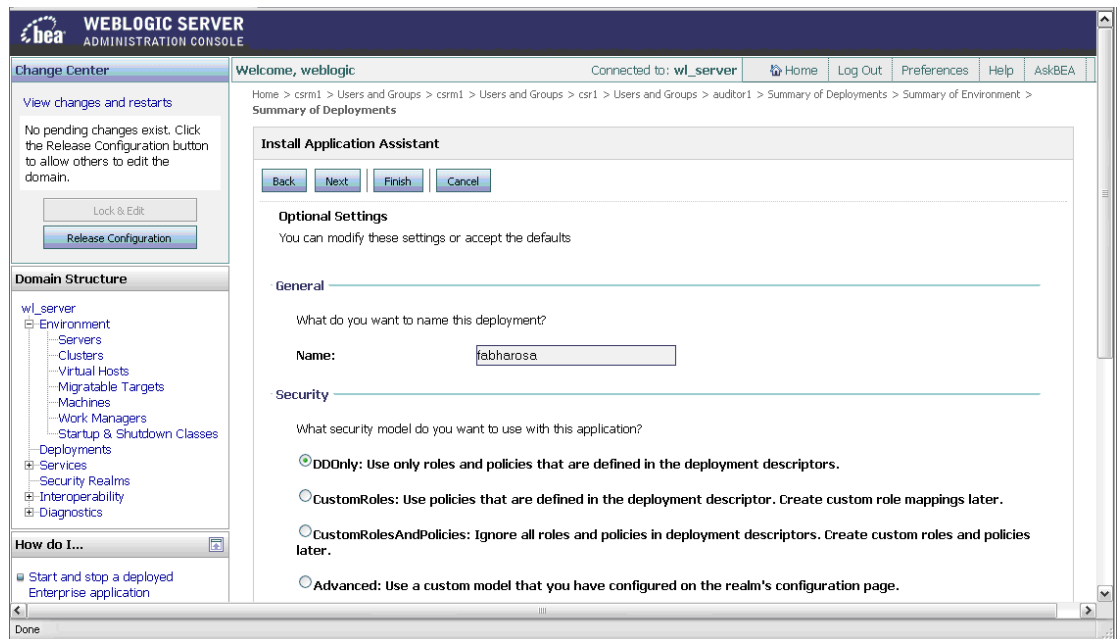 bea
WEBLOGIC SERVER
ADMINISTRATION CONSOLE
Change Center
View changes and restarts
No pending changes exist. Click
the Release Configuration button
to allow others to edit the
domain.
Lock & Edit
Release Configuration
Domain Structure
wl_server
Environment
Servers
Clusters
Virtual Hosts
Migratable Targets
Machines
Work Managers
Startup & Shutdown Classes
Deployments
Services
Security Realms
Interoperability
Diagnostics
How do I...
Start and stop a deployed
Enterprise application
Welcome, weblogic
Connected to: wl_server
Home
Log Out
Preferences
Help
AskBEA
Home > csrm1 > Users and Groups > csrm1 > Users and Groups > csr1 > Users and Groups > auditor1 > Summary of Deployments > Summary of Environment >
Summary of Deployments
Install Application Assistant
Back Next Finish Cancel
Optional Settings
You can modify these settings or accept the defaults
General
What do you want to name this deployment?
Name: fabharosa
Security
What security model do you want to use with this application?
DDOnly: Use only roles and policies that are defined in the deployment descriptors.
CustomRoles: Use policies that are defined in the deployment descriptor. Create custom role mappings later.
CustomRolesAndPolicies: Ignore all roles and policies in deployment descriptors. Create custom roles and policies
later.
Advanced: Use a custom model that you have configured on the realm's configuration page.
Done